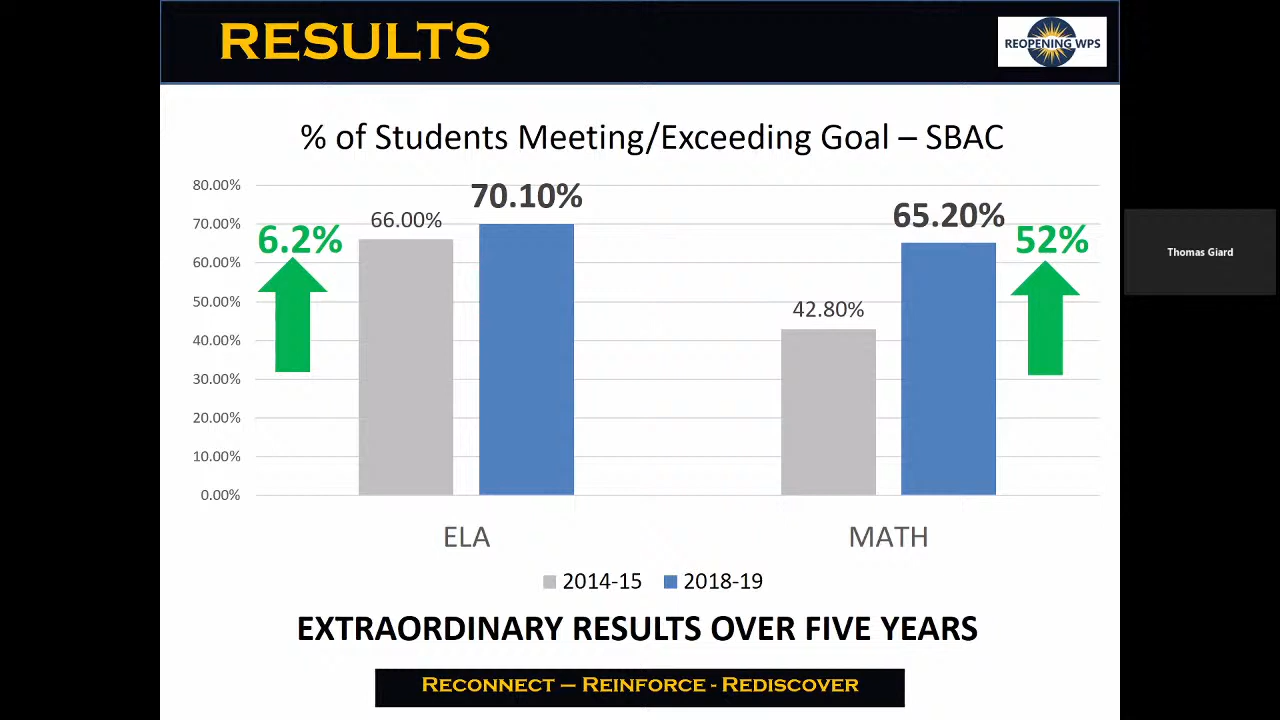 RESULTS
REOPENING WPS
% of Students Meeting/Exceeding Goal – SBAC
80.00%
70.00%
60.00%
50.00%
40.00%
30.00%
20.00%
10.00%
0.00%
6.2%
66.00%
70.10%
42.80%
65.20%
52%
ELA
MATH
2014-15
2018-19
EXTRAORDINARY RESULTS OVER FIVE YEARS
RECONNECT – REINFORCE - REDISCOVER
Thomas Giard